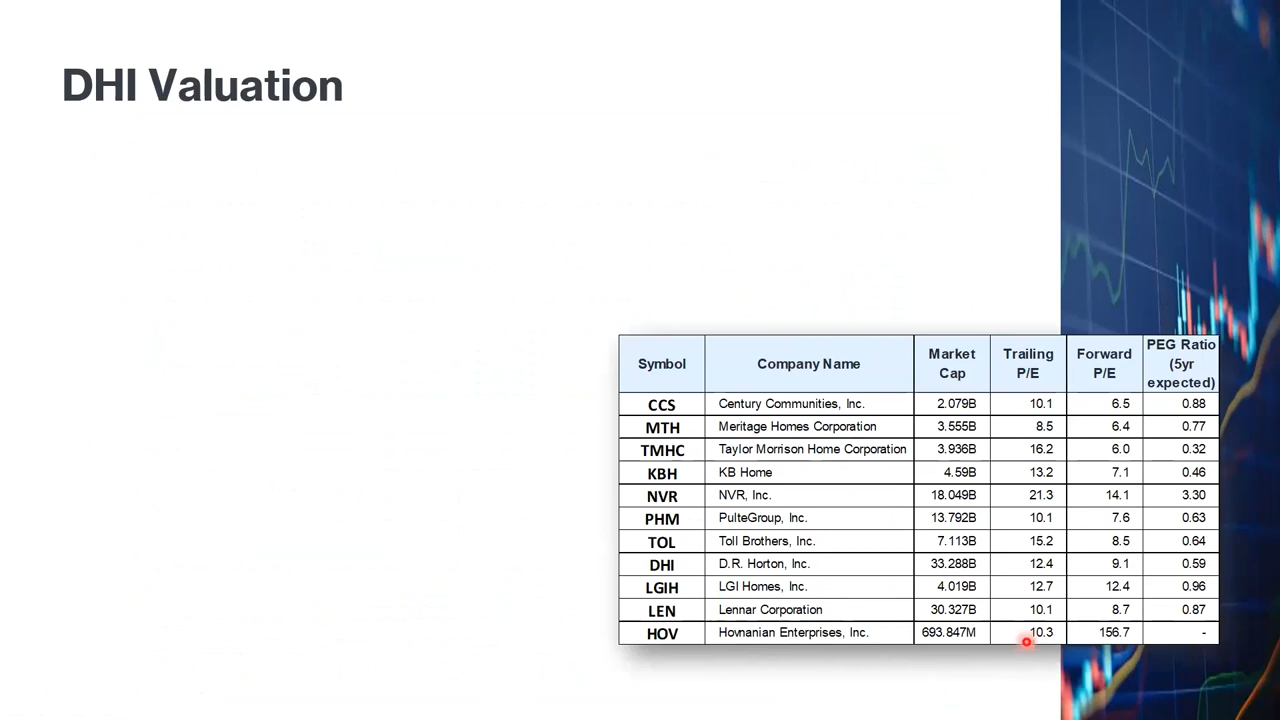 DHI Valuation
Symbol Company Name Market Cap Trailing P/E Forward P/E PEG Ratio (5yr expected)
CCS Century Communities, Inc. 2.079B 10.1 6.5 0.88
MTH Meritage Homes Corporation 3.555B 8.5 6.4 0.77
TMHC Taylor Morrison Home Corporation 3.936B 16.2 6.0 0.32
KBH KB Home 4.59B 13.2 7.1 0.46
NVR NVR, Inc. 18.049B 21.3 14.1 3.30
PHM PulteGroup, Inc. 13.792B 10.1 7.6 0.63
TOL Toll Brothers, Inc. 7.113B 15.2 8.5 0.64
DHI D.R. Horton, Inc. 33.288B 12.4 9.1 0.59
LGIH LGI Homes, Inc. 4.019B 12.7 12.4 0.96
LEN Lennar Corporation 30.327B 10.1 8.7 0.87
HOV Hovnanian Enterprises, Inc. 693.847M 10.3 156.7 -